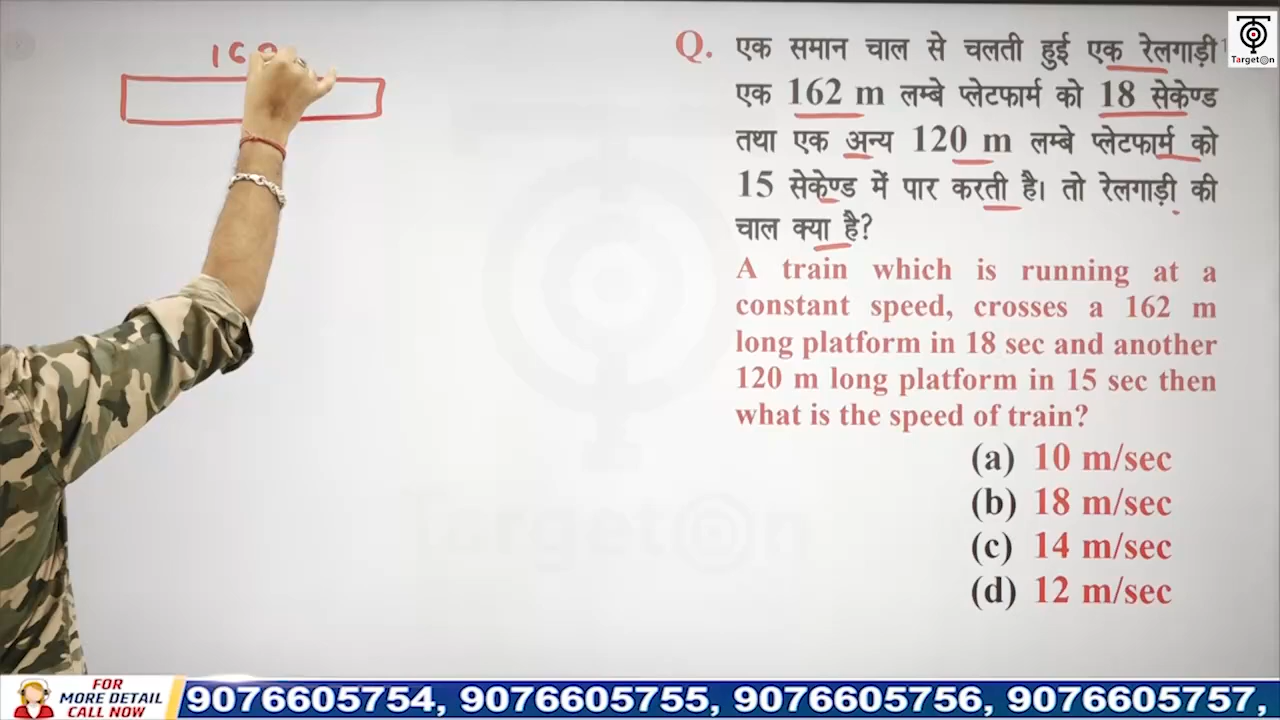 Q. एक समान चाल से चलती हुई एक रेलगाड़ी
एक 162 m लम्बे प्लेटफार्म को 18 सेकेण्ड
तथा एक अन्य 120 m लम्बे प्लेटफार्म को
15 सेकेण्ड में पार करती है। तो रेलगाड़ी की
चाल क्या है?
A train which is running at a
constant speed, crosses a 162 m
long platform in 18 sec and another
120 m long platform in 15 sec then
what is the speed of train?
(a) 10 m/sec
(b) 18 m/sec
(c) 14 m/sec
(d) 12 m/sec
TargetOn
TargetOn
FOR
MORE DETAIL
CALL NOW
9076605754, 9076605755, 9076605756, 9076605757,